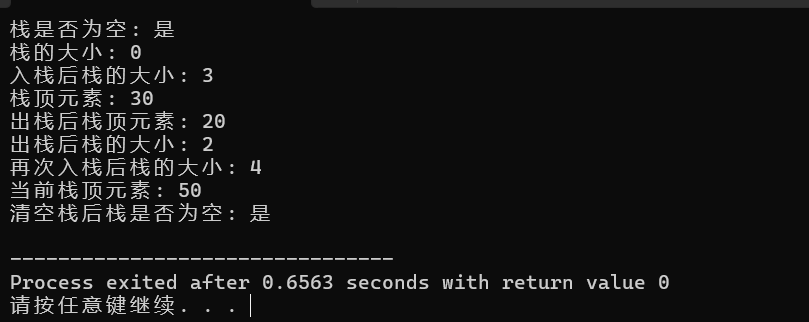 栈是否为空: 是
栈的大小: 0
入栈后栈的大小: 3
栈顶元素: 30
出栈后栈顶元素: 20
出栈后栈的大小: 2
再次入栈后栈的大小: 4
当前栈顶元素: 50
清空栈后栈是否为空: 是
--------------------------------
Process exited after 0.6563 seconds with return value 0
请按任意键继续. . .